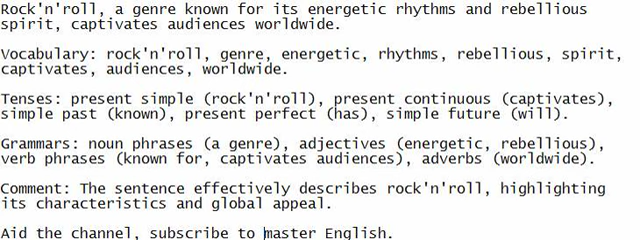 Rock'n'roll, a genre known for its energetic rhythms and rebellious
spirit, captivates audiences worldwide.
Vocabulary: rock'n'roll, genre, energetic, rhythms, rebellious, spirit,
captivates, audiences, worldwide.
Tenses: present simple (rock'n'roll), present continuous (captivates),
simple past (known), present perfect (has), simple future (will).
Grammars: noun phrases (a genre), adjectives (energetic, rebellious),
verb phrases (known for, captivates audiences), adverbs (worldwide).
Comment: The sentence effectively describes rock'n'roll, highlighting
its characteristics and global appeal.
Aid the channel, subscribe to master English.